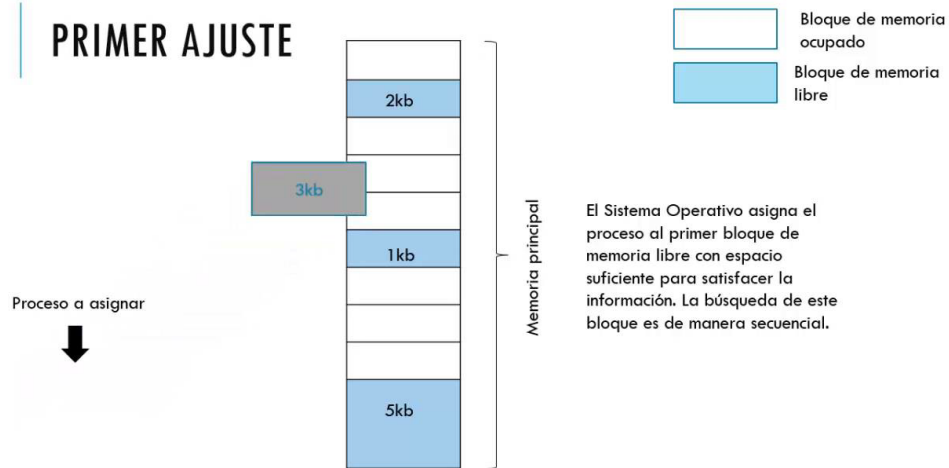 PRIMER AJUSTE
Bloque de memoria
ocupado
Bloque de memoria
libre
2kb
3kb
1kb
5kb
Proceso a asignar
Memoria principal
El Sistema Operativo asigna el
proceso al primer bloque de
memoria libre con espacio
suficiente para satisfacer la
información. La búsqueda de este
bloque es de manera secuencial.